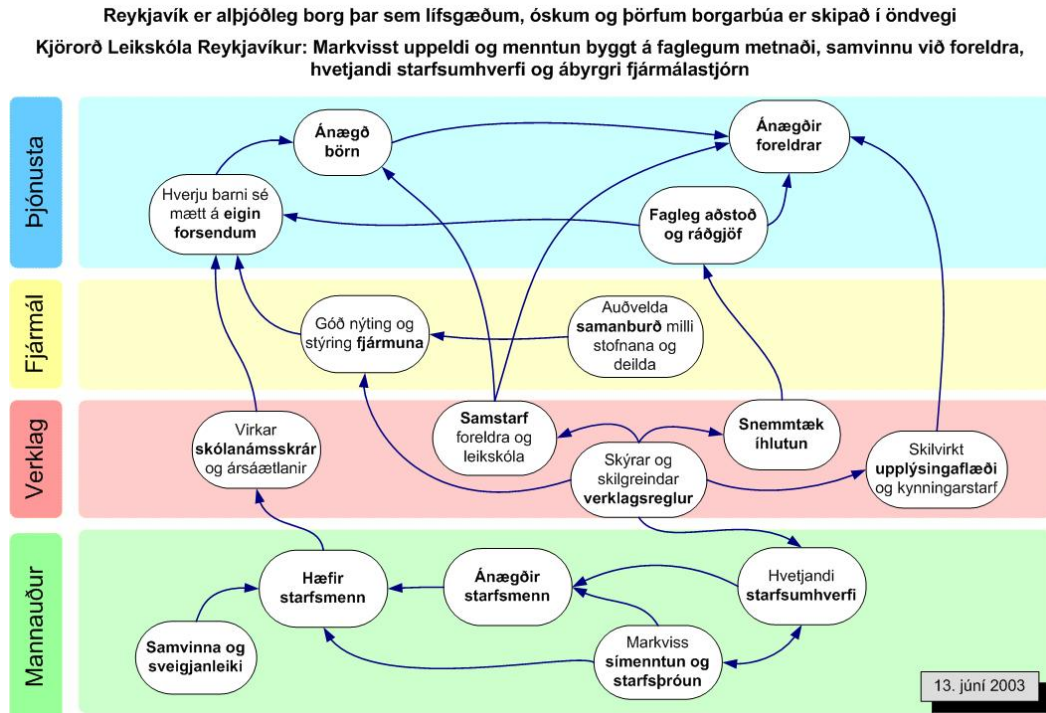 Reykjavík er alþjóðleg borg þar sem lífsgæðum, óskum og þörfum borgarbúa er skipað í öndvegi
Kjörorð Leikskóla Reykjavíkur: Markvisst uppeldi og menntun byggt á faglegum metnaði, samvinnu við foreldra,
hvetjandi starfsumhverfi og ábyrgri fjármálastjórn
Þjónusta
Ánægð
börn
Ánægðir
foreldrar
Hverju barni sé
mætt á eigin
forsendum
Fagleg aðstoð
og ráðgjöf
Fjármál
Góð nýting og
stýring fjármuna
Auðvelda
samanburð milli
stofnana og
deilda
Verklag
Virkar
skólanámsskrár
og ársáætlanir
Samstarf
foreldra og
leikskóla
Skýrar og
skilgreindar
verklagsreglur
Snemmtæk
íhlutun
Skilvirkt
upplýsingaflæði
og kynningarstarf
Mannauður
Hæfir
starfsmenn
Ánægðir
starfsmenn
Hvetjandi
starfsumhverfi
Samvinna og
sveigjanleiki
Markviss
símenntun og
starfsþróun
13. júní 2003